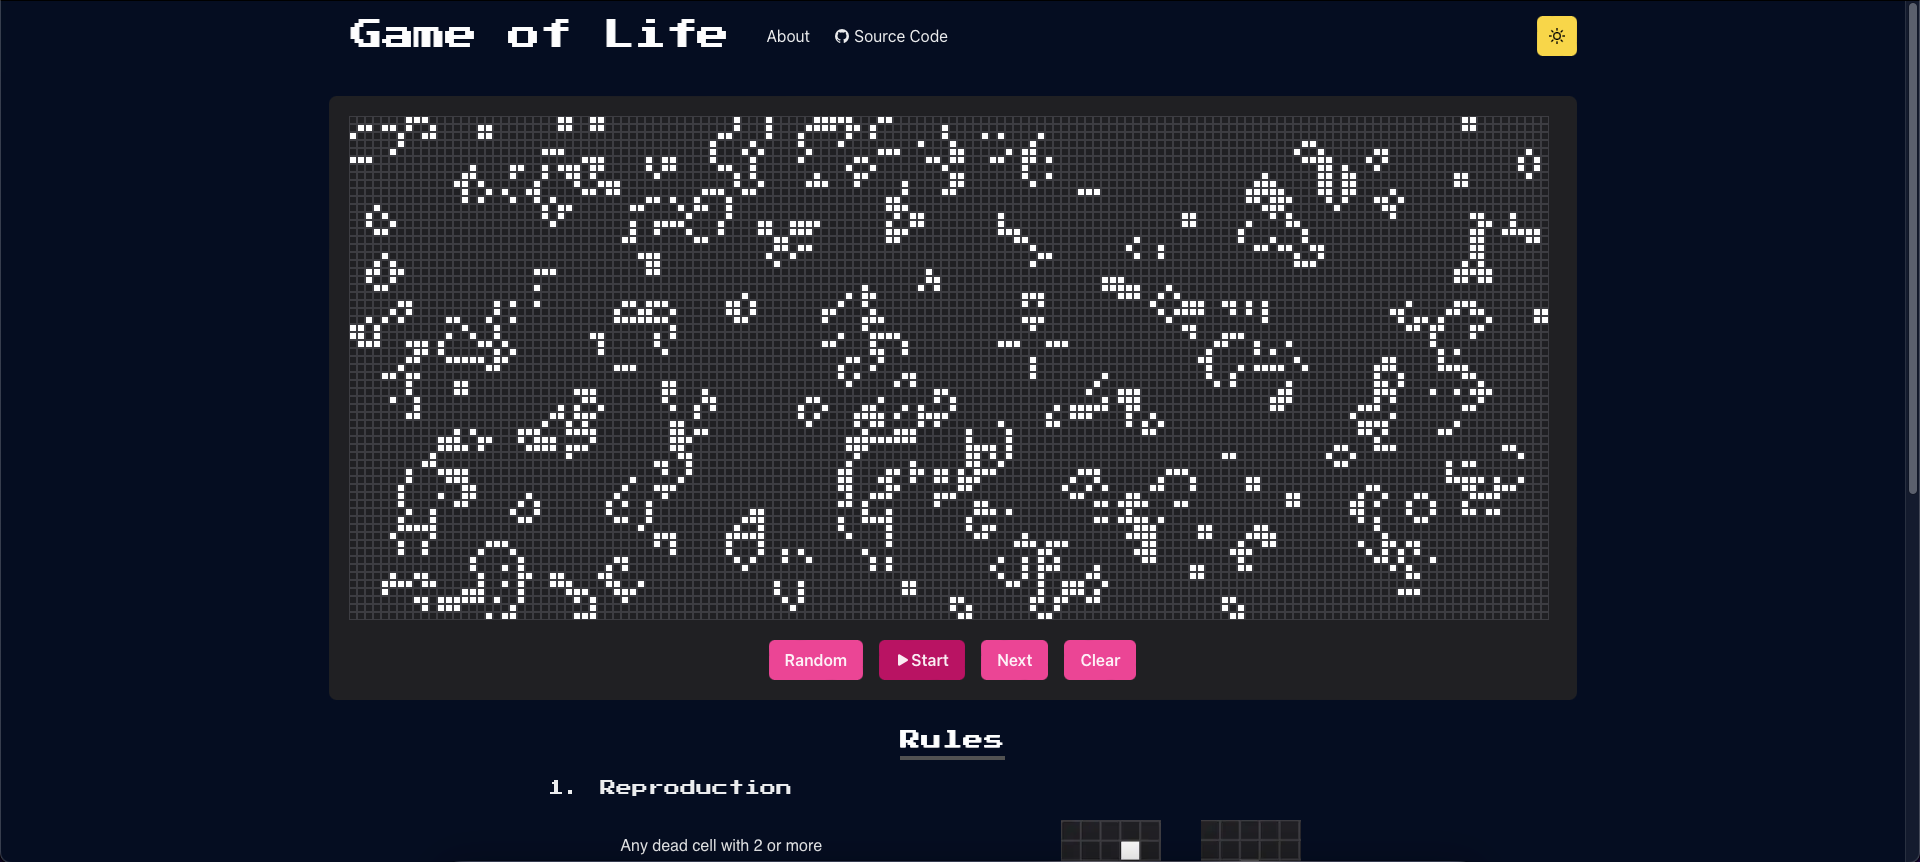 Game of Life
About
Source Code
Random
Start
Next
Clear
Rules
1. Reproduction
Any dead cell with 2 or more